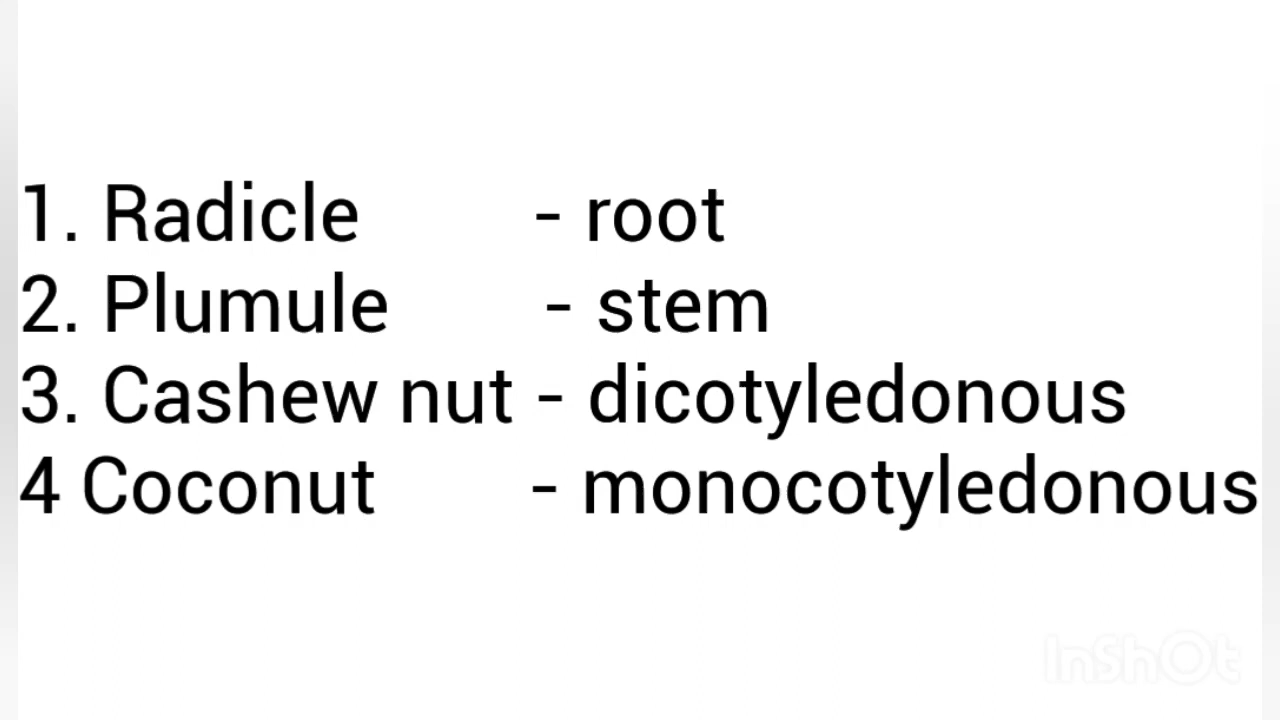 1. Radicle - root
2. Plumule - stem
3. Cashew nut - dicotyledonous
4 Coconut - monocotyledonous
InShOt